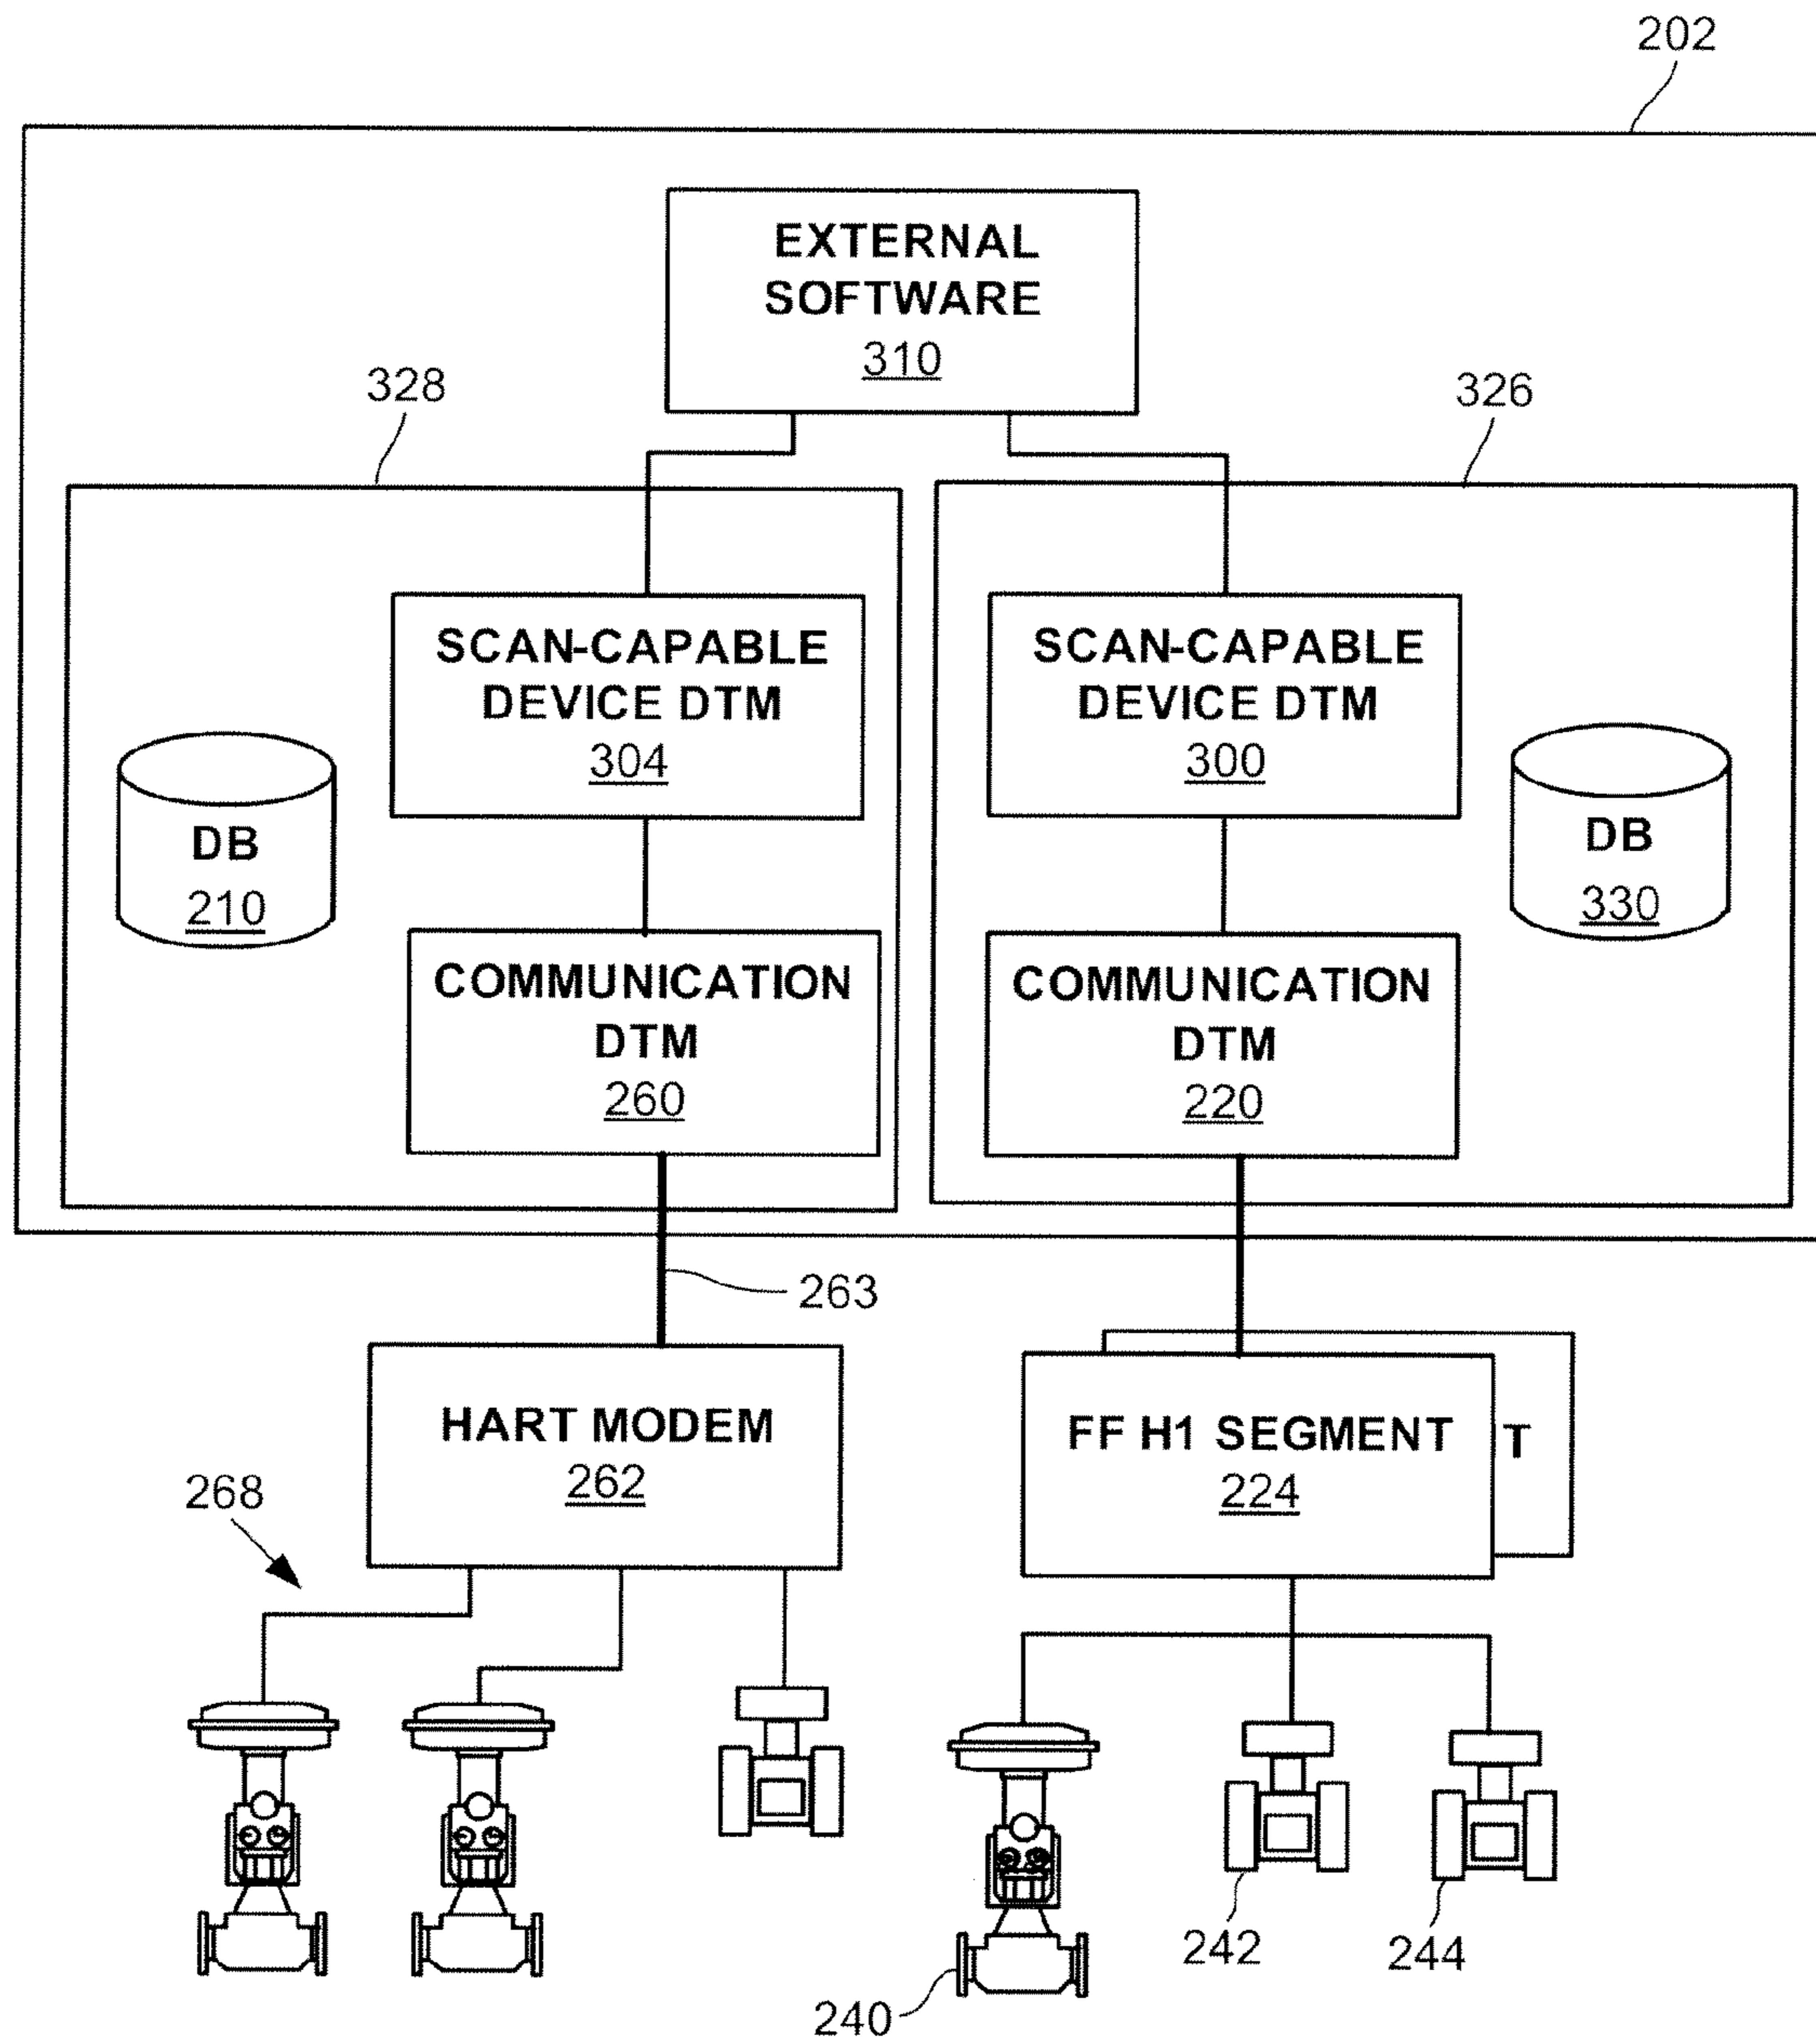 202
EXTERNAL
SOFTWARE
310
328
326
SCAN-CAPABLE
DEVICE DTM
304
SCAN-CAPABLE
DEVICE DTM
300
DB
210
DB
330
COMMUNICATION
DTM
260
COMMUNICATION
DTM
220
263
HART MODEM
262
FF H1 SEGMENT
224
T
268
242
244
240